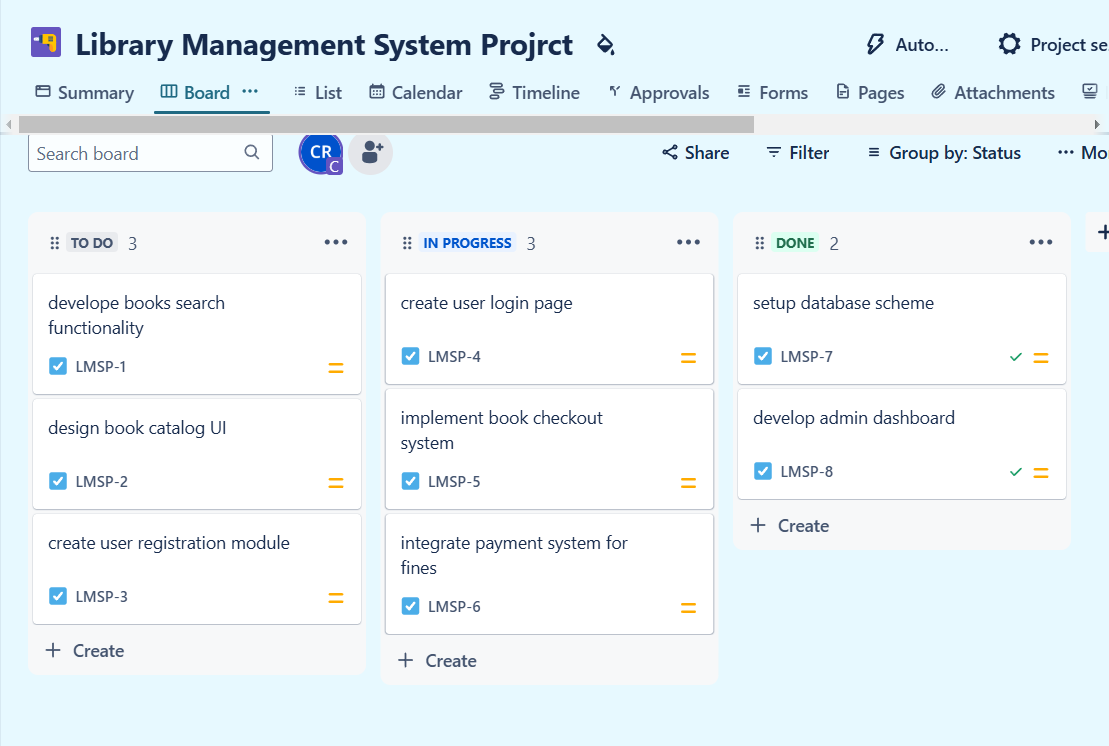 Library Management System Projrct
Auto...
Project se
Summary
Board
List
Calendar
Timeline
Approvals
Forms
Pages
Attachments
Search board
CR
C
Share
Filter
Group by: Status
Mor
TO DO 3
develope books search
functionality
LMSP-1
design book catalog UI
LMSP-2
create user registration module
LMSP-3
+ Create
IN PROGRESS 3
create user login page
LMSP-4
implement book checkout
system
LMSP-5
integrate payment system for
fines
LMSP-6
+ Create
DONE 2
setup database scheme
LMSP-7
develop admin dashboard
LMSP-8
+ Create